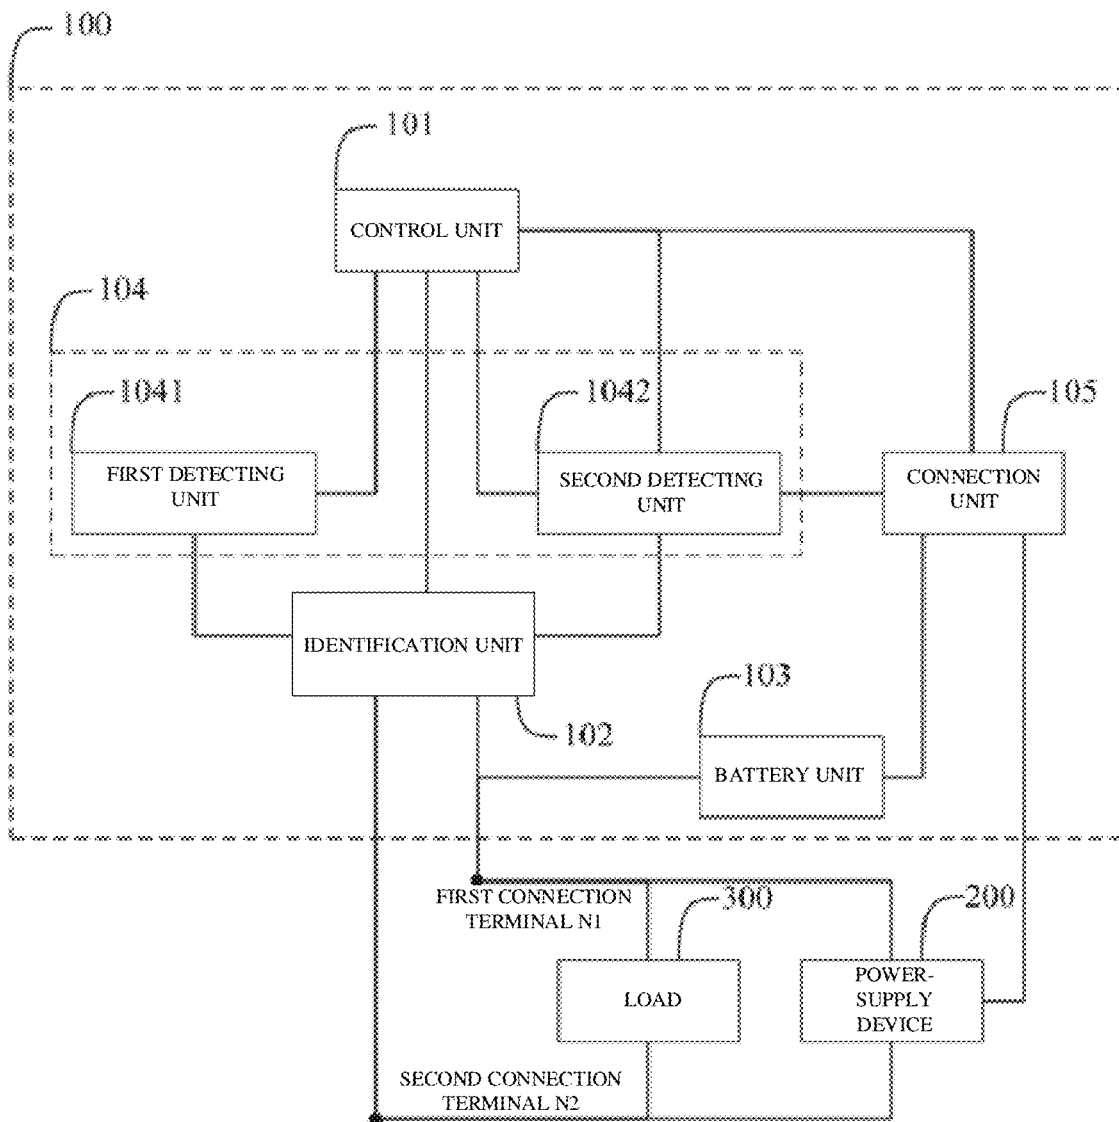 100
101
CONTROL UNIT
104
1041
1042
105
FIRST DETECTING
UNIT
SECOND DETECTING
UNIT
CONNECTION
UNIT
IDENTIFICATION UNIT
103
102
BATTERY UNIT
FIRST CONNECTION
TERMINAL N1
300
200
LOAD
POWER-
SUPPLY
DEVICE
SECOND CONNECTION
TERMINAL N2